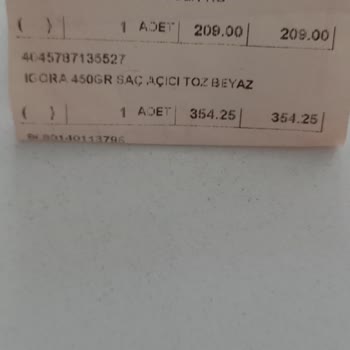 ( ) 1 ADET 209.00 209.00
4045787135527
IGORA 450GR SAÇ AÇICI TOZ BEYAZ
( ) 1 ADET 354.25 354.25